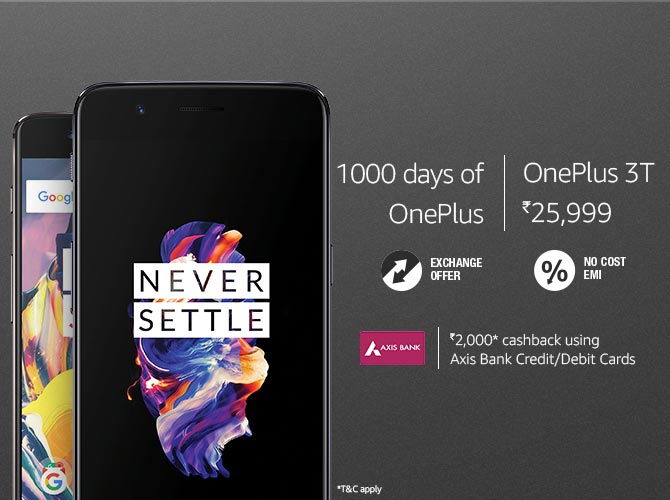 Googl
NEVER
SETTLE
1000 days of
OnePlus
OnePlus 3T
₹25,999
EXCHANGE
OFFER
%
NO COST
EMI
AXIS BANK
₹2,000* cashback using
Axis Bank Credit/Debit Cards
G
*T&C apply